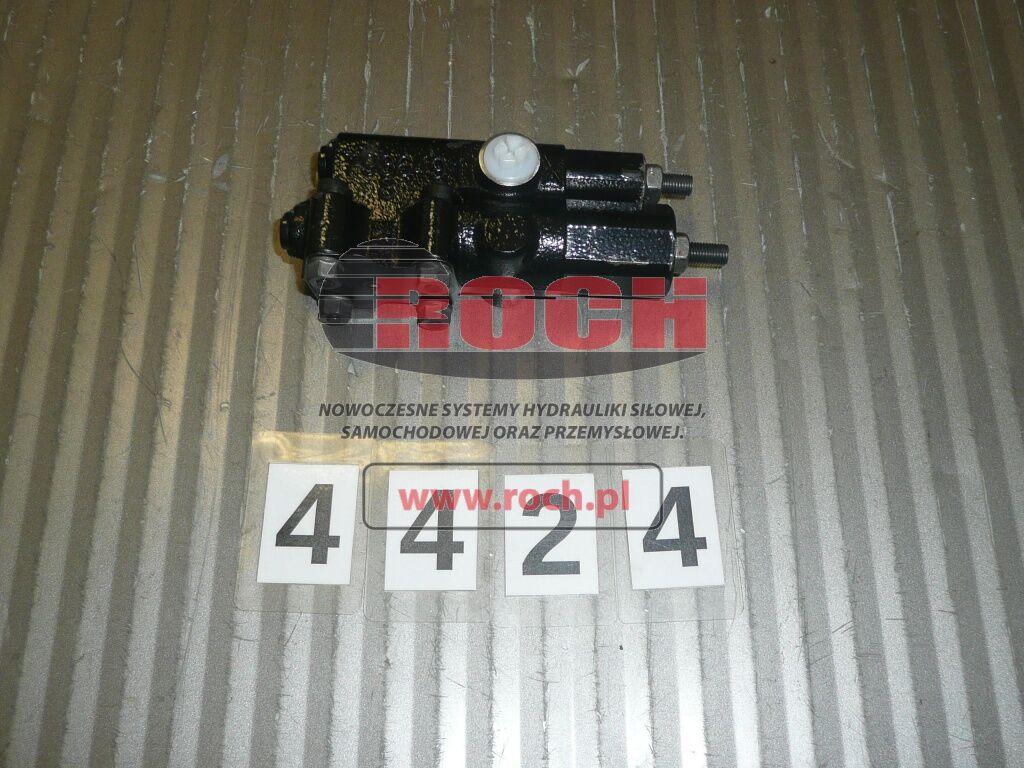 ROCH
NOWOCZESNE SYSTEMY HYDRAULIKI SIŁOWEJ,
SAMOCHODOWEJ ORAZ PRZEMYSŁOWEJ.
www.roch.pl
4 4 2 4